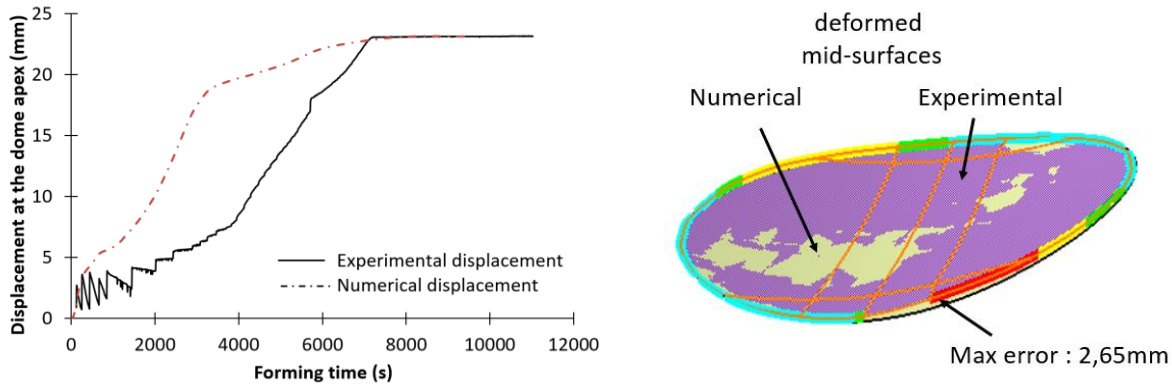 Displacement at the dome apex (mm)
25
20
15
10
5
0
0
2000
4000
6000
8000
10000
12000
Forming time (s)
Experimental displacement
Numerical displacement
deformed
mid-surfaces
Numerical
Experimental
Max error : 2,65mm